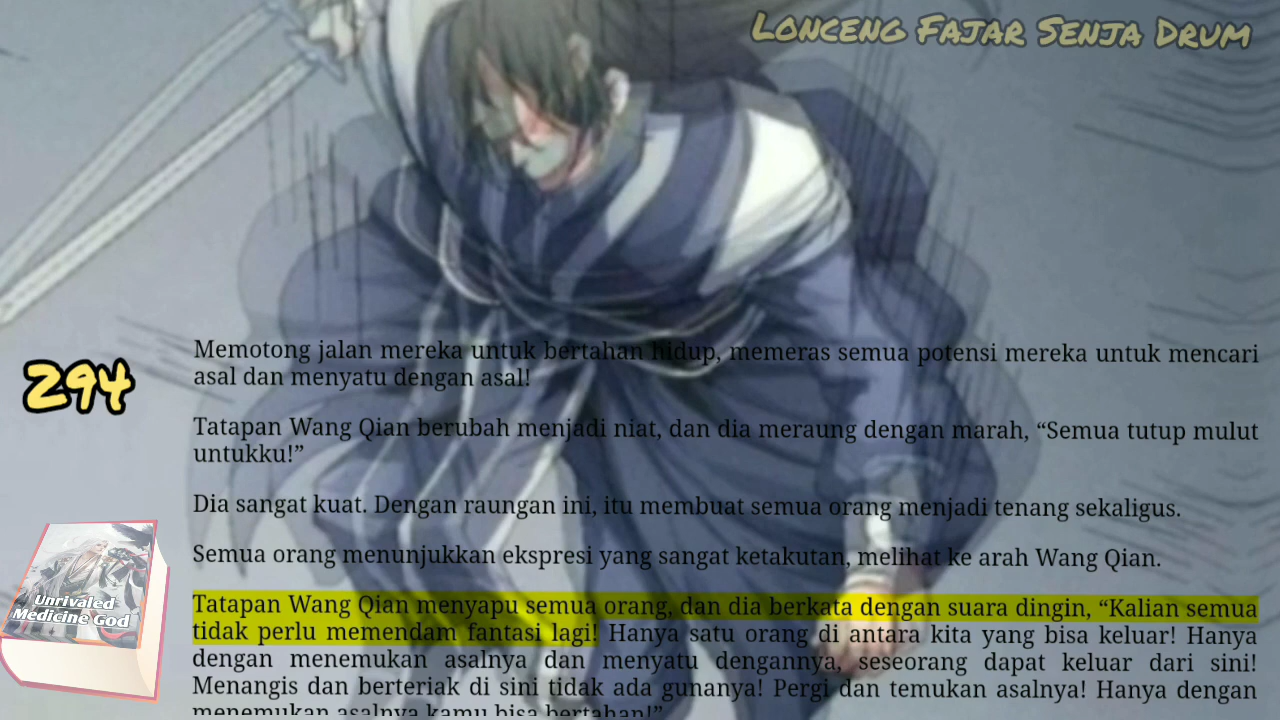 Lonceng Fajar Senja Drum
294
Memotong jalan mereka untuk bertahan hidup, memeras semua potensi mereka untuk mencari
asal dan menyatu dengan asal!
Tatapan Wang Qian berubah menjadi niat, dan dia meraung dengan marah, “Semua tutup mulut
untukku!”
Dia sangat kuat. Dengan raungan ini, itu membuat semua orang menjadi tenang sekaligus.
Semua orang menunjukkan ekspresi yang sangat ketakutan, melihat ke arah Wang Qian.
Tatapan Wang Qian menyapu semua orang, dan dia berkata dengan suara dingin, “Kalian semua
tidak perlu memendam fantasi lagi! Hanya satu orang di antara kita yang bisa keluar! Hanya
dengan menemukan asalnya dan menyatu dengannya, seseorang dapat keluar dari sini!
Menangis dan berteriak di sini tidak ada gunanya! Pergi dan temukan asalnya! Hanya dengan
menemukan asalnya kamu bisa bertahan!”
Unrivaled
Medicine God